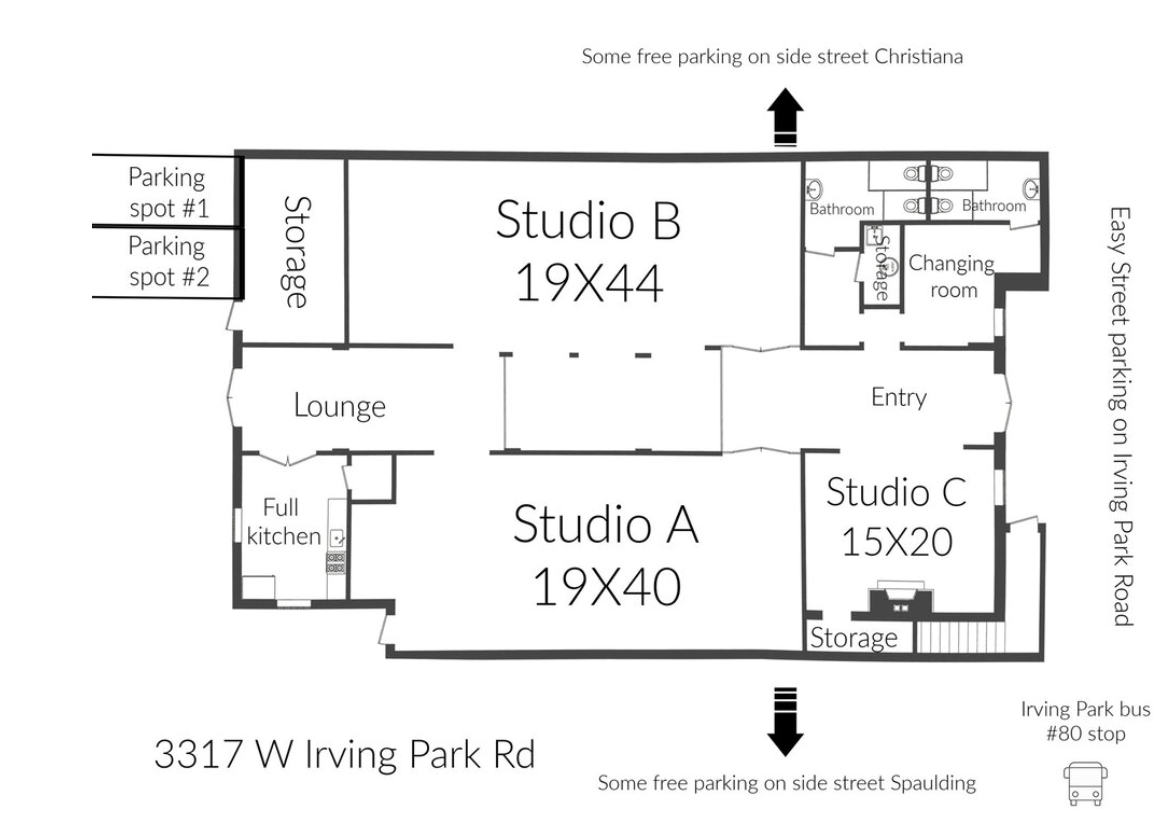 Some free parking on side street Christiana
Parking
spot #1
Parking
spot #2
Storage
Studio B
19X44
Bathroom
Bathroom
Storage
Changing
room
Easy Street parking on Irving Park Road
Lounge
Entry
Full
kitchen
Studio A
19X40
Studio C
15X20
Storage
3317 W Irving Park Rd
Some free parking on side street Spaulding
Irving Park bus
#80 stop